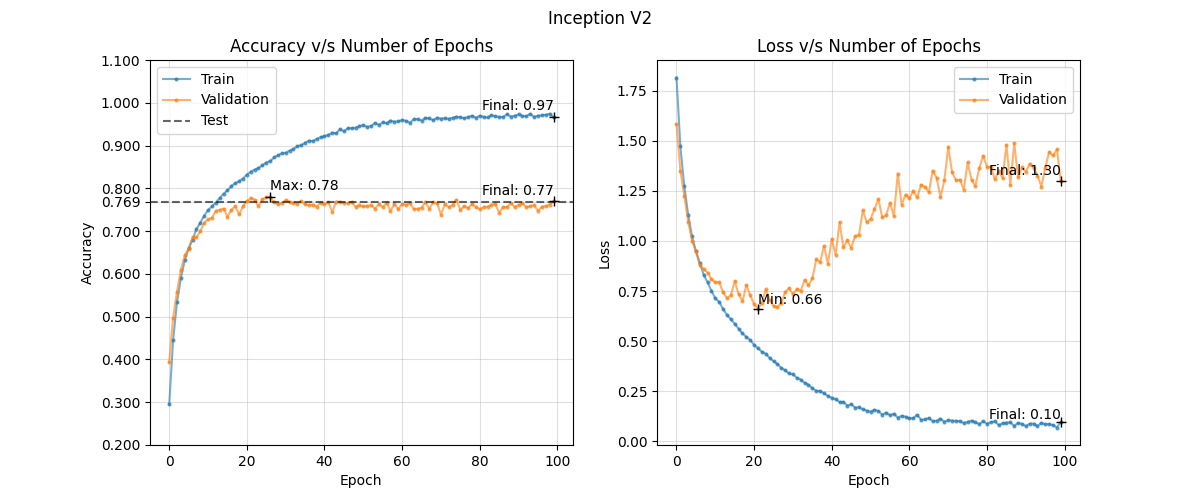 Inception V2
Accuracy v/s Number of Epochs
1.100
1.000
0.900
0.800
0.769
0.700
0.600
0.500
0.400
0.300
0.200
Accuracy
Train
Validation
Test
Final: 0.97
Max: 0.78
Final: 0.77
0 20 40 60 80 100
Epoch
Loss v/s Number of Epochs
1.75
1.50
1.25
1.00
0.75
0.50
0.25
0.00
Loss
Train
Validation
Final: 1.30
Min: 0.66
Final: 0.10
0 20 40 60 80 100
Epoch